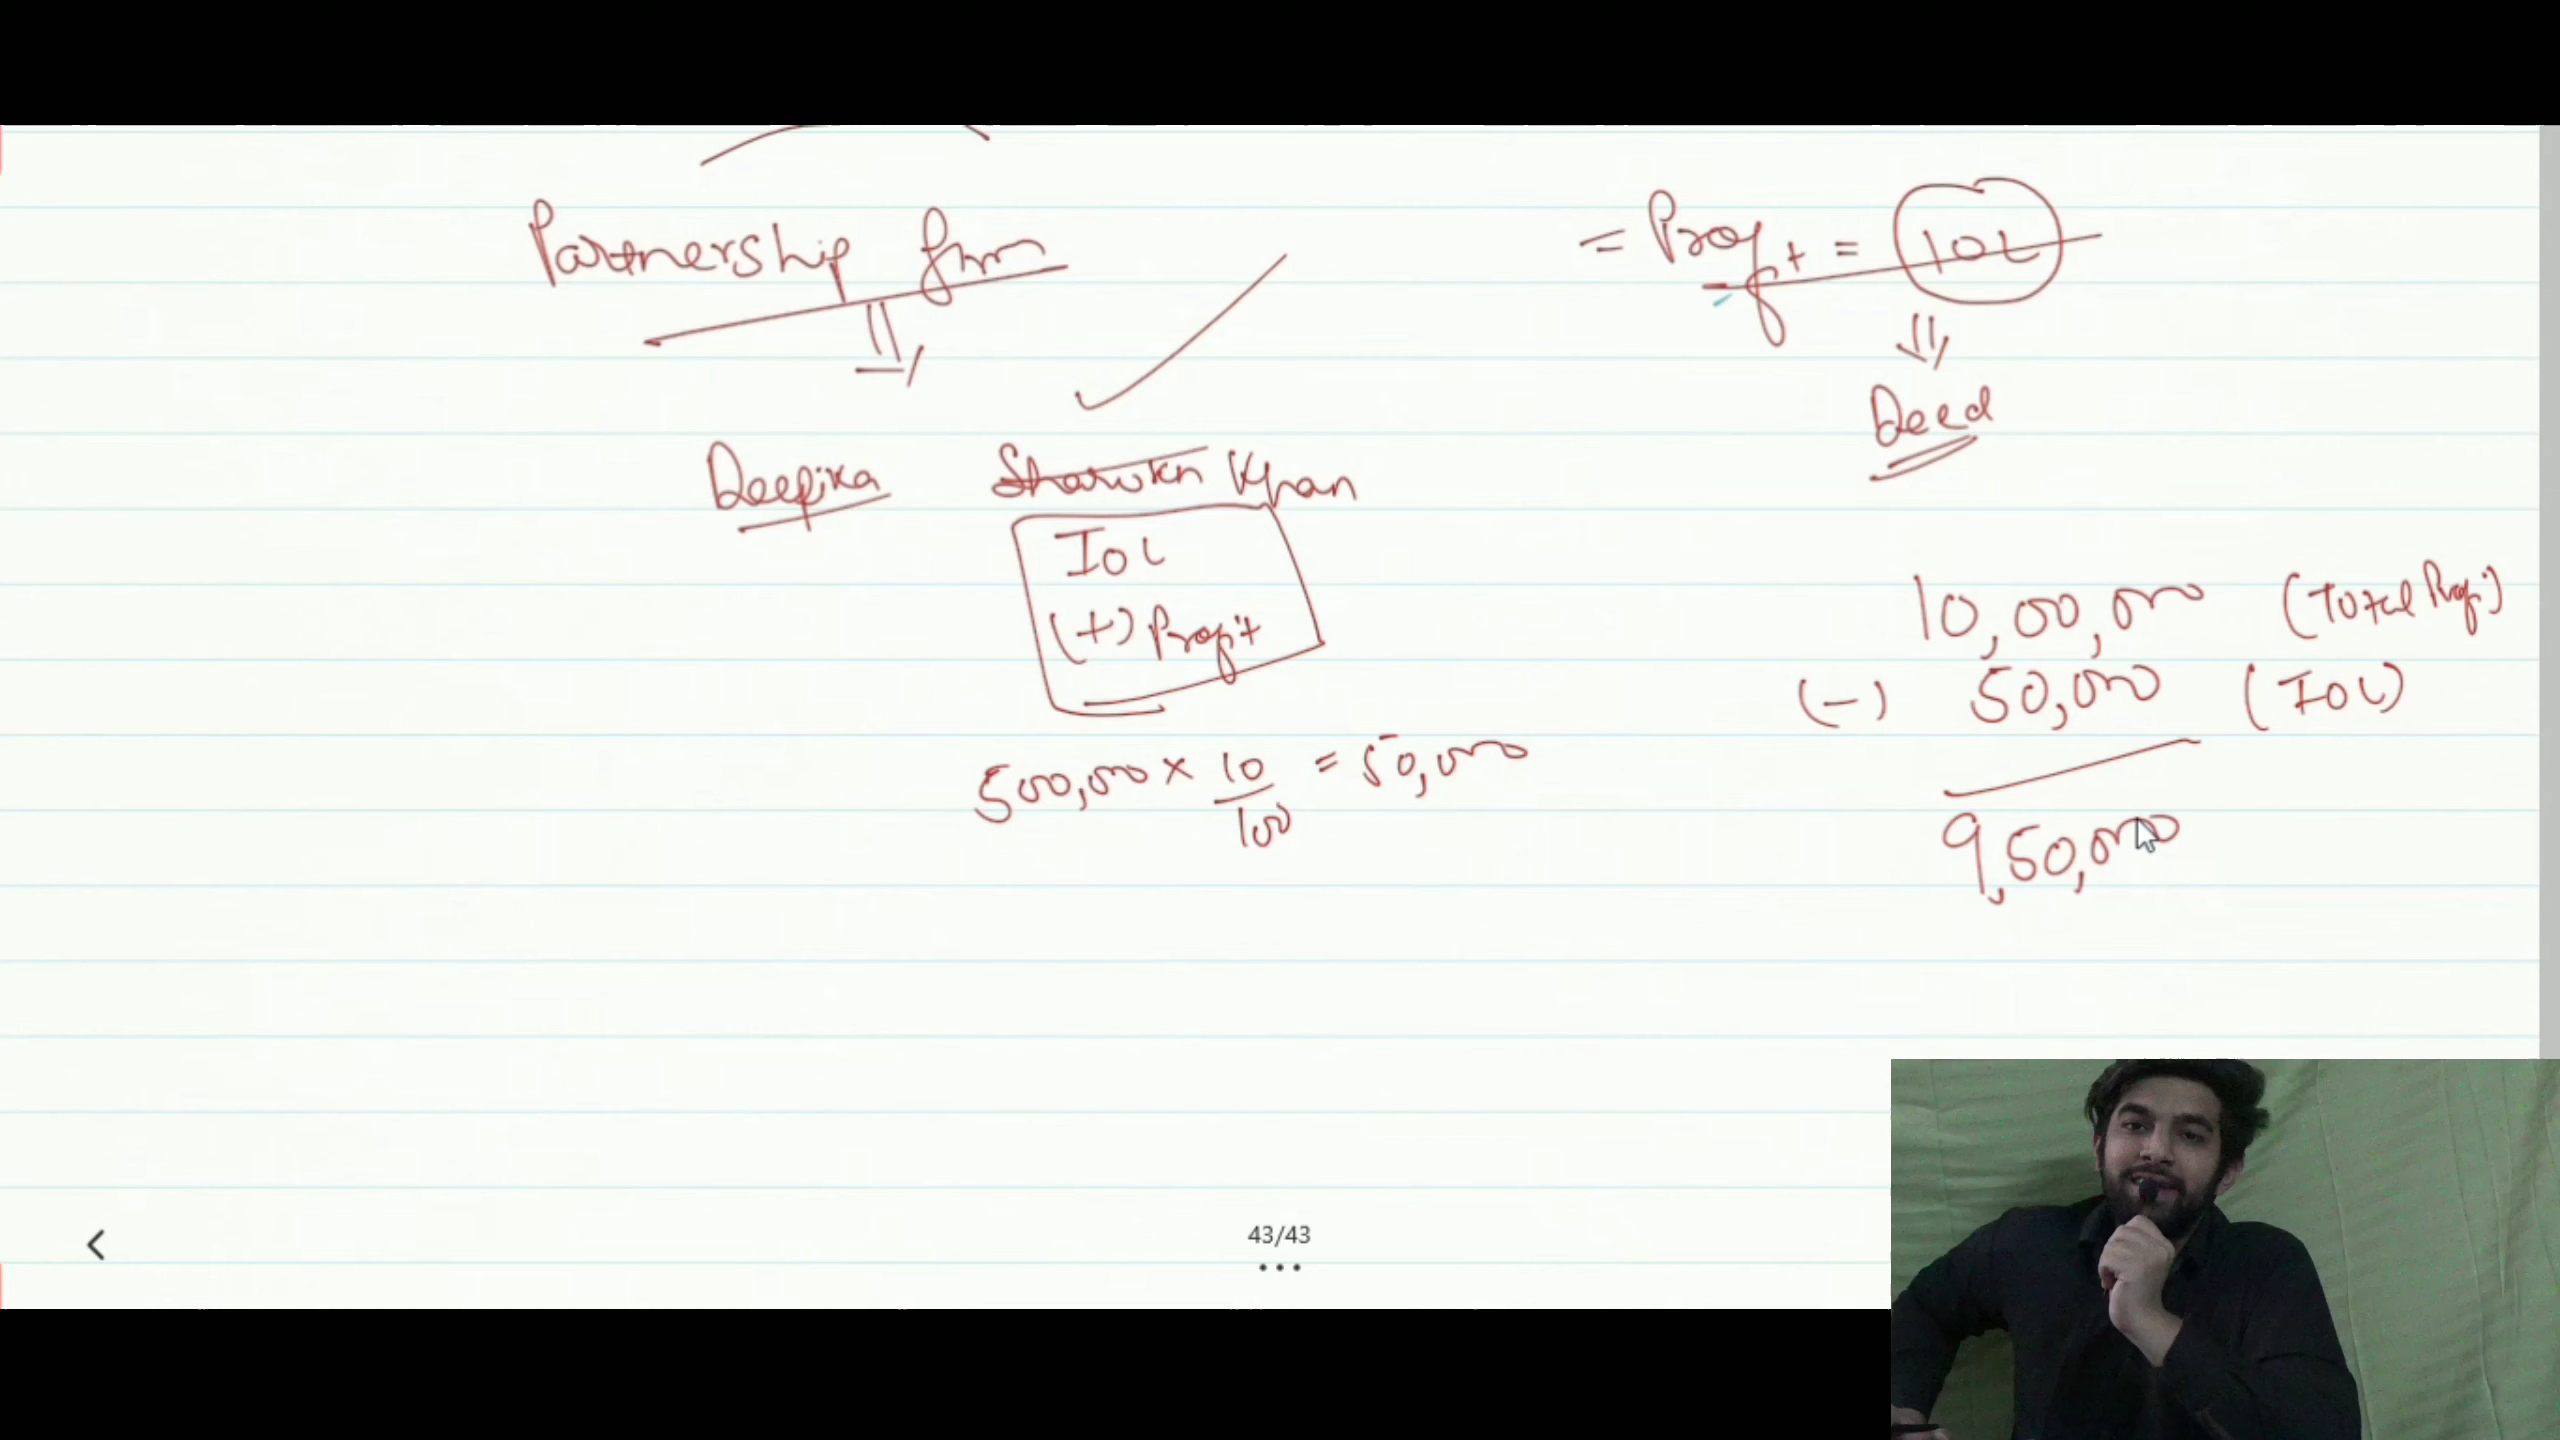 Partnership firm
= Profit = IOC
Deed
Deepika Sharukh Khan
IOC
(+) Profit
500,000 × 10/100 = 50,000
10,00,000 (Total Profit)
(-) 50,000 (IOC)
9,50,000
43/43